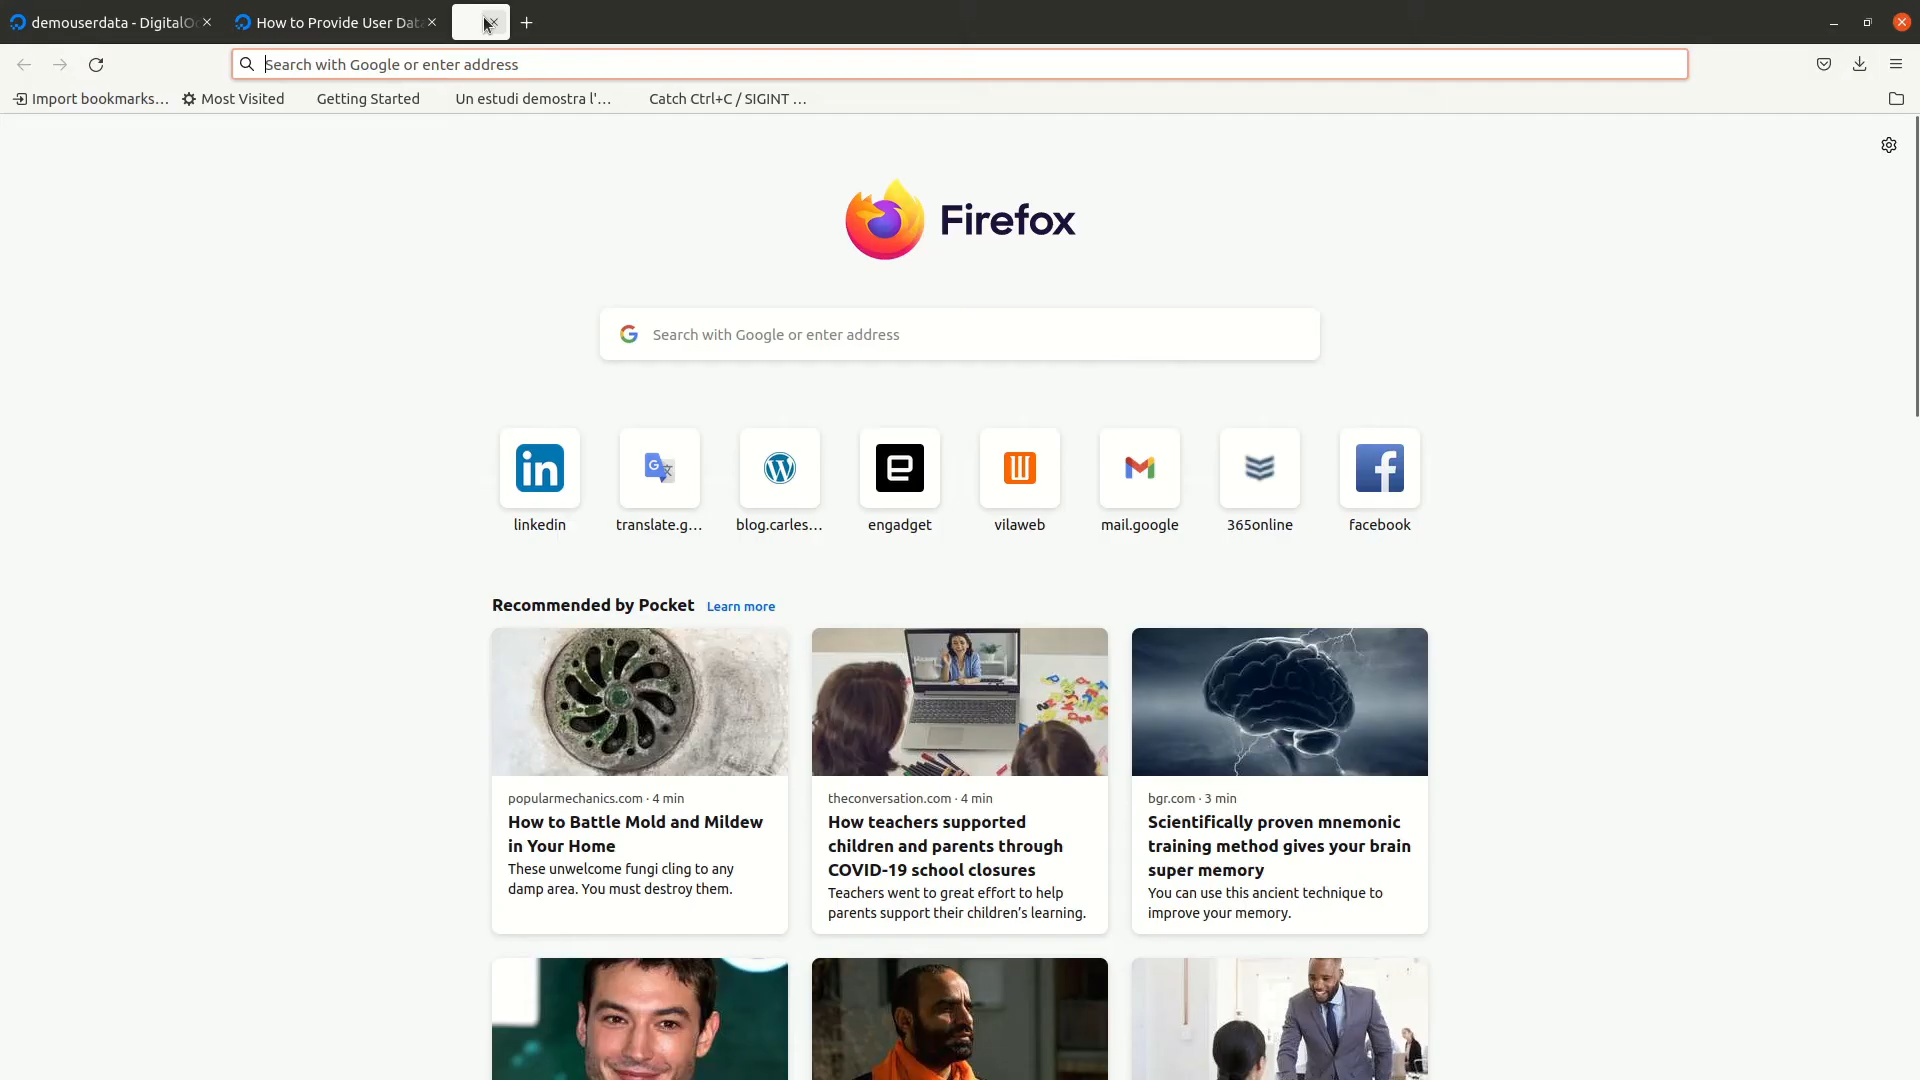 demouserdata - DigitalO
How to Provide User Dat
Search with Google or enter address
Import bookmarks...
Most Visited
Getting Started
Un estudi demostra l'...
Catch Ctrl+C / SIGINT ...
Firefox
Search with Google or enter address
linkedin
translate.g...
blog.carles...
engadget
vilaweb
mail.google
365online
facebook
Recommended by Pocket
Learn more
popularmechanics.com · 4 min
How to Battle Mold and Mildew
in Your Home
These unwelcome fungi cling to any
damp area. You must destroy them.
theconversation.com · 4 min
How teachers supported
children and parents through
COVID-19 school closures
Teachers went to great effort to help
parents support their children’s learning.
bgr.com · 3 min
Scientifically proven mnemonic
training method gives your brain
super memory
You can use this ancient technique to
improve your memory.